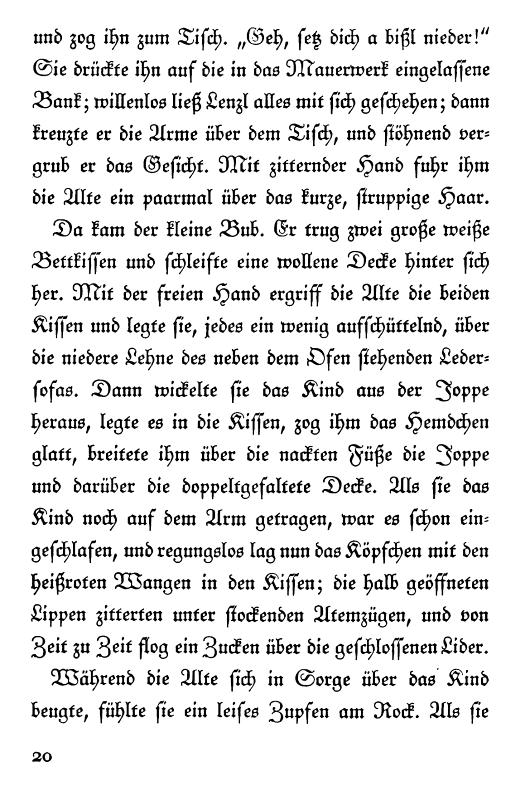 und zog ihn zum Tisch. „Geh, setz dich a bißl nieder!“
Sie drückte ihn auf die in das Mauerwerk eingelassene
Bank; willenlos ließ Lenzl alles mit sich geschehen; dann
kreuzte er die Arme über dem Tisch, und stöhnend ver-
grub er das Gesicht. Mit zitternder Hand fuhr ihm
die Alte ein paarmal über das kurze, struppige Haar.
Da kam der kleine Bub. Er trug zwei große weiße
Bettkissen und schleifte eine wollene Decke hinter sich
her. Mit der freien Hand ergriff die Alte die beiden
Kissen und legte sie, jedes ein wenig aufschüttelnd, über
die niedere Lehne des neben dem Ofen stehenden Leder-
sofas. Dann wickelte sie das Kind aus der Joppe
heraus, legte es in die Kissen, zog ihm das Hemdchen
glatt, breitete ihm über die nackten Füße die Joppe
und darüber die doppeltgefaltete Decke. Als sie das
Kind noch auf dem Arm getragen, war es schon ein-
geschlafen, und regungslos lag nun das Köpfchen mit den
heißroten Wangen in den Kissen; die halb geöffneten
Lippen zitterten unter stockenden Atemzügen, und von
Zeit zu Zeit flog ein Zucken über die geschlossenen Lider.
Während die Alte sich in Sorge über das Kind
beugte, fühlte sie ein leises Zupfen am Rock. Als sie
20